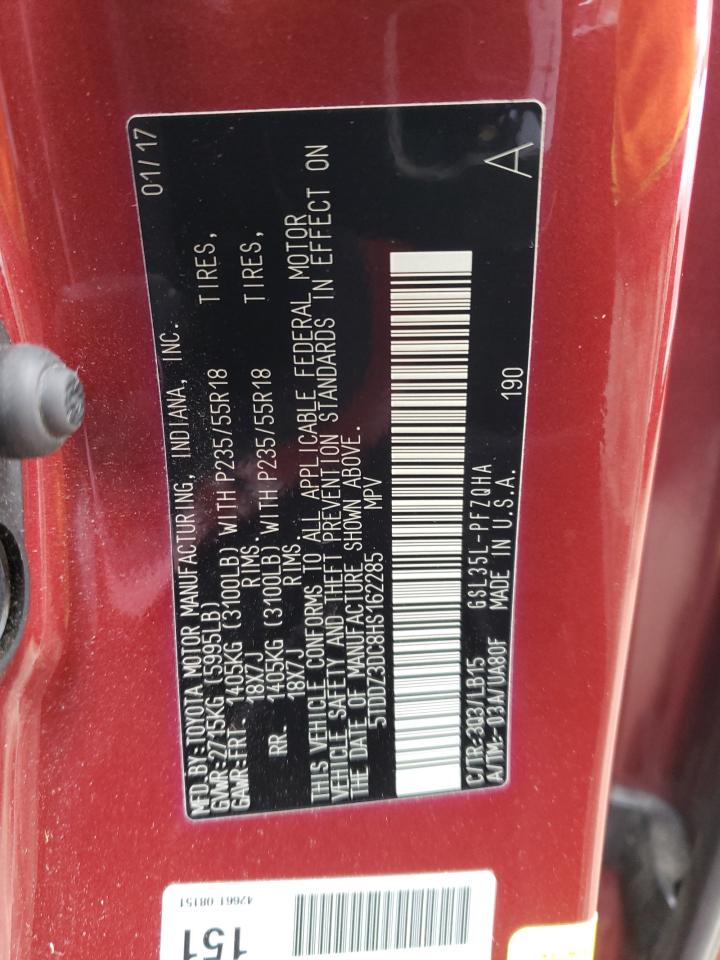 MFD.BY:TOYOTA MOTOR MANUFACTURING, INDIANA, INC. 01/17
GVWR:2715KG (5995LB)
GAWR:FRT. 1405KG (3100LB) WITH P235/55R18 TIRES,
18X7J RIMS.
RR. 1405KG (3100LB) WITH P235/55R18 TIRES,
18X7J RIMS.
THIS VEHICLE CONFORMS TO ALL APPLICABLE FEDERAL MOTOR
VEHICLE SAFETY AND THEFT PREVENTION STANDARDS IN EFFECT ON
THE DATE OF MANUFACTURE SHOWN ABOVE.
5TDDZ3DC8HS162285 MPV
A
C/TR:3Q3/LB15 GSL35L-PFZQHA
A/TM:-03A/UA80F MADE IN U.S.A. 190
42661 08151
151